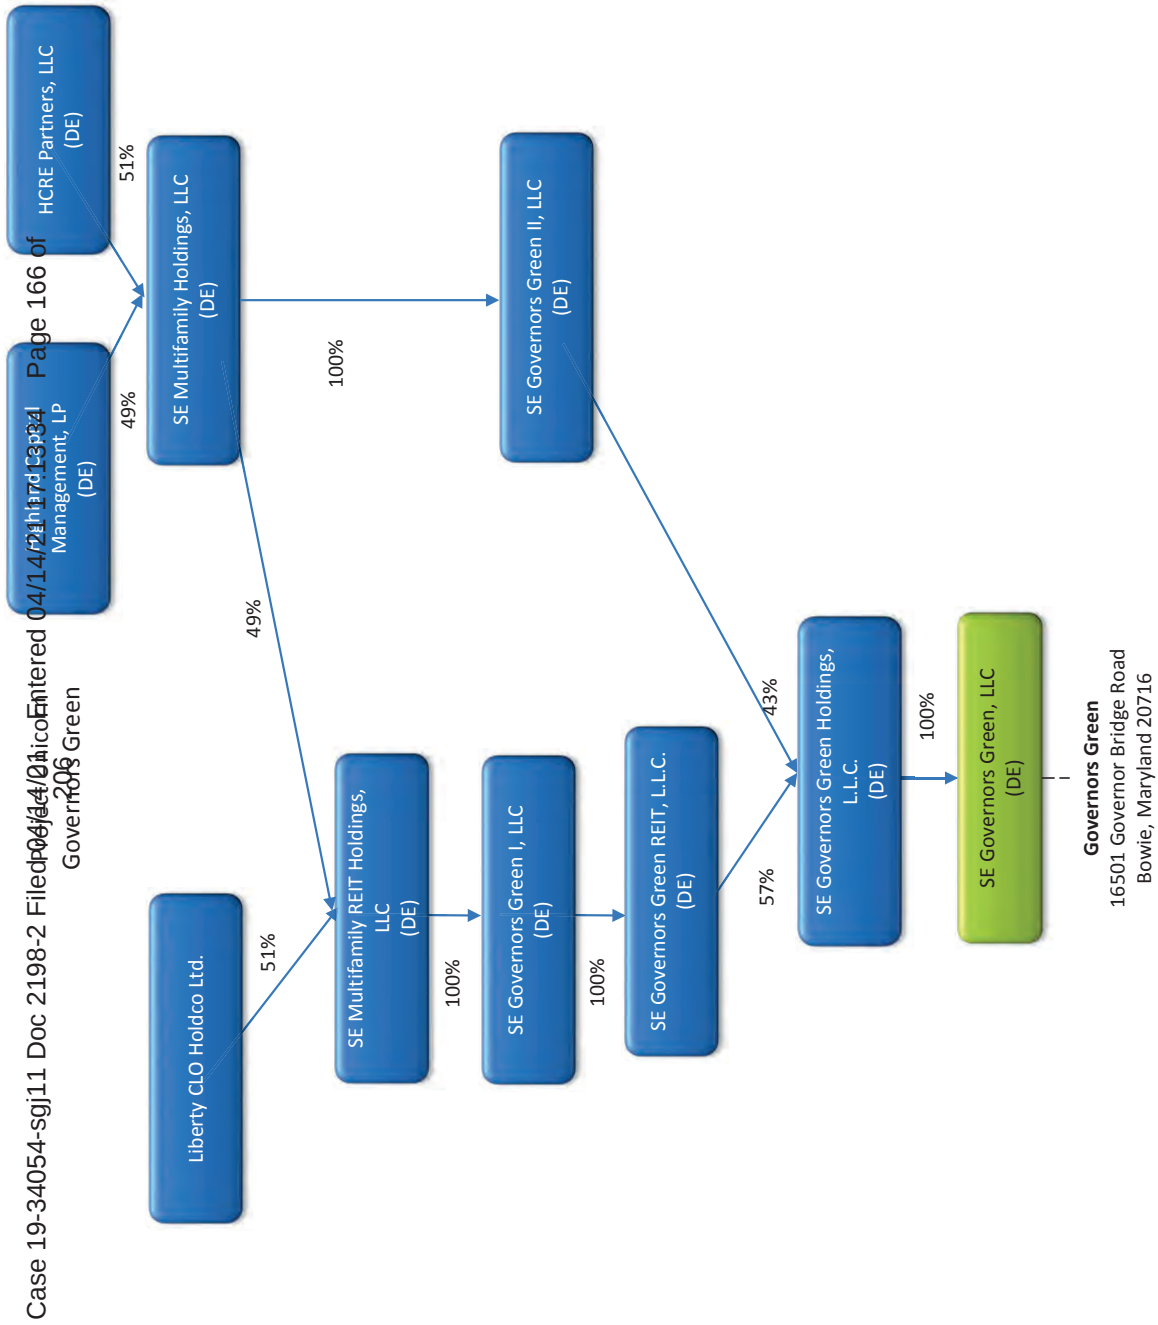 Case 19-34054-sgj11 Doc 2198-2 Filed 04/14/21 Entered 04/14/21 17:13:34 Page 166 of
206
Project Unicorn
Governors Green
Highland Capital
Management, LP
(DE)
HCRE Partners, LLC
(DE)
49%
51%
Liberty CLO Holdco Ltd.
SE Multifamily Holdings, LLC
(DE)
51%
49%
100%
SE Multifamily REIT Holdings,
LLC
(DE)
100%
SE Governors Green I, LLC
(DE)
SE Governors Green II, LLC
(DE)
100%
SE Governors Green REIT, L.L.C.
(DE)
57%
43%
SE Governors Green Holdings,
L.L.C.
(DE)
100%
SE Governors Green, LLC
(DE)
Governors Green
16501 Governor Bridge Road
Bowie, Maryland 20716